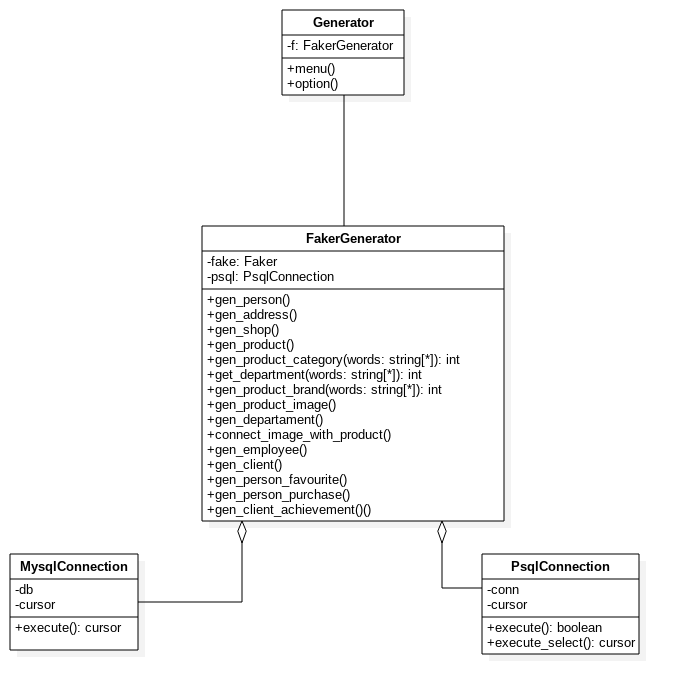 Generator
-f: FakerGenerator
+menu()
+option()
FakerGenerator
-fake: Faker
-psql: PsqlConnection
+gen_person()
+gen_address()
+gen_shop()
+gen_product()
+gen_product_category(words: string[*]): int
+get_department(words: string[*]): int
+gen_product_brand(words: string[*]): int
+gen_product_image()
+gen_departament()
+connect_image_with_product()
+gen_employee()
+gen_client()
+gen_person_favourite()
+gen_person_purchase()
+gen_client_achievement()()
MysqlConnection
-db
-cursor
+execute(): cursor
PsqlConnection
-conn
-cursor
+execute(): boolean
+execute_select(): cursor